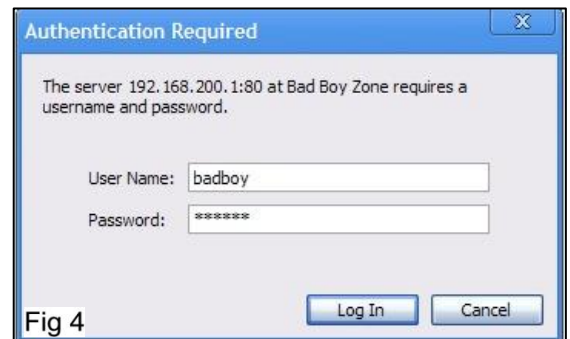 Authentication Required
X
The server 192.168.200.1:80 at Bad Boy Zone requires a
username and password.
User Name: badboy
Password: ******
Log In Cancel
Fig 4